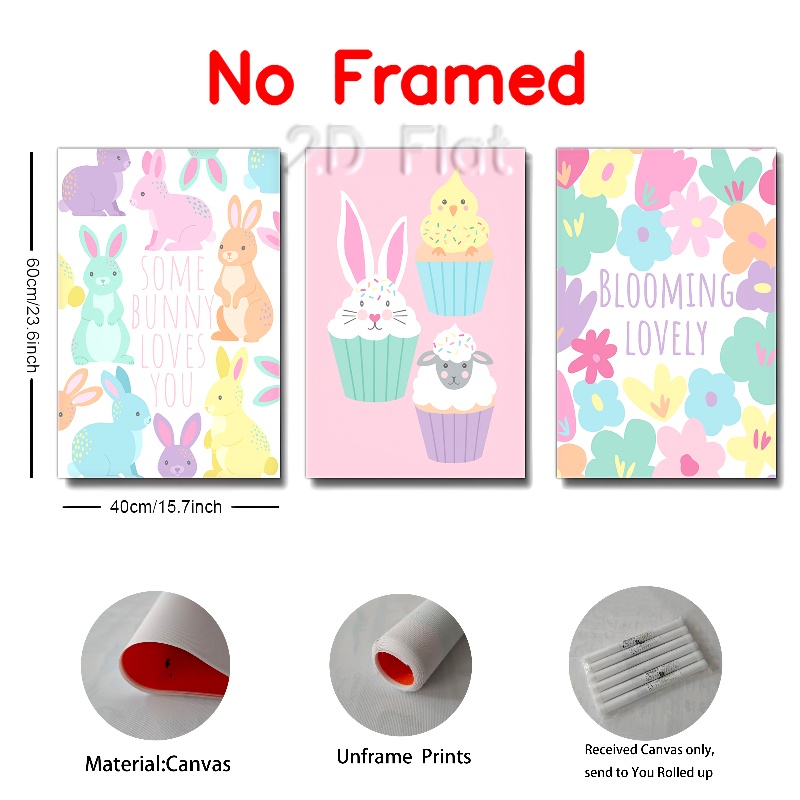 No Framed
2D Flat
60cm/23.6inch
SOME
BUNNY
LOVES
YOU
BLOOMING
LOVELY
40cm/15.7inch
Material:Canvas
Unframe Prints
Received Canvas only,
send to You Rolled up